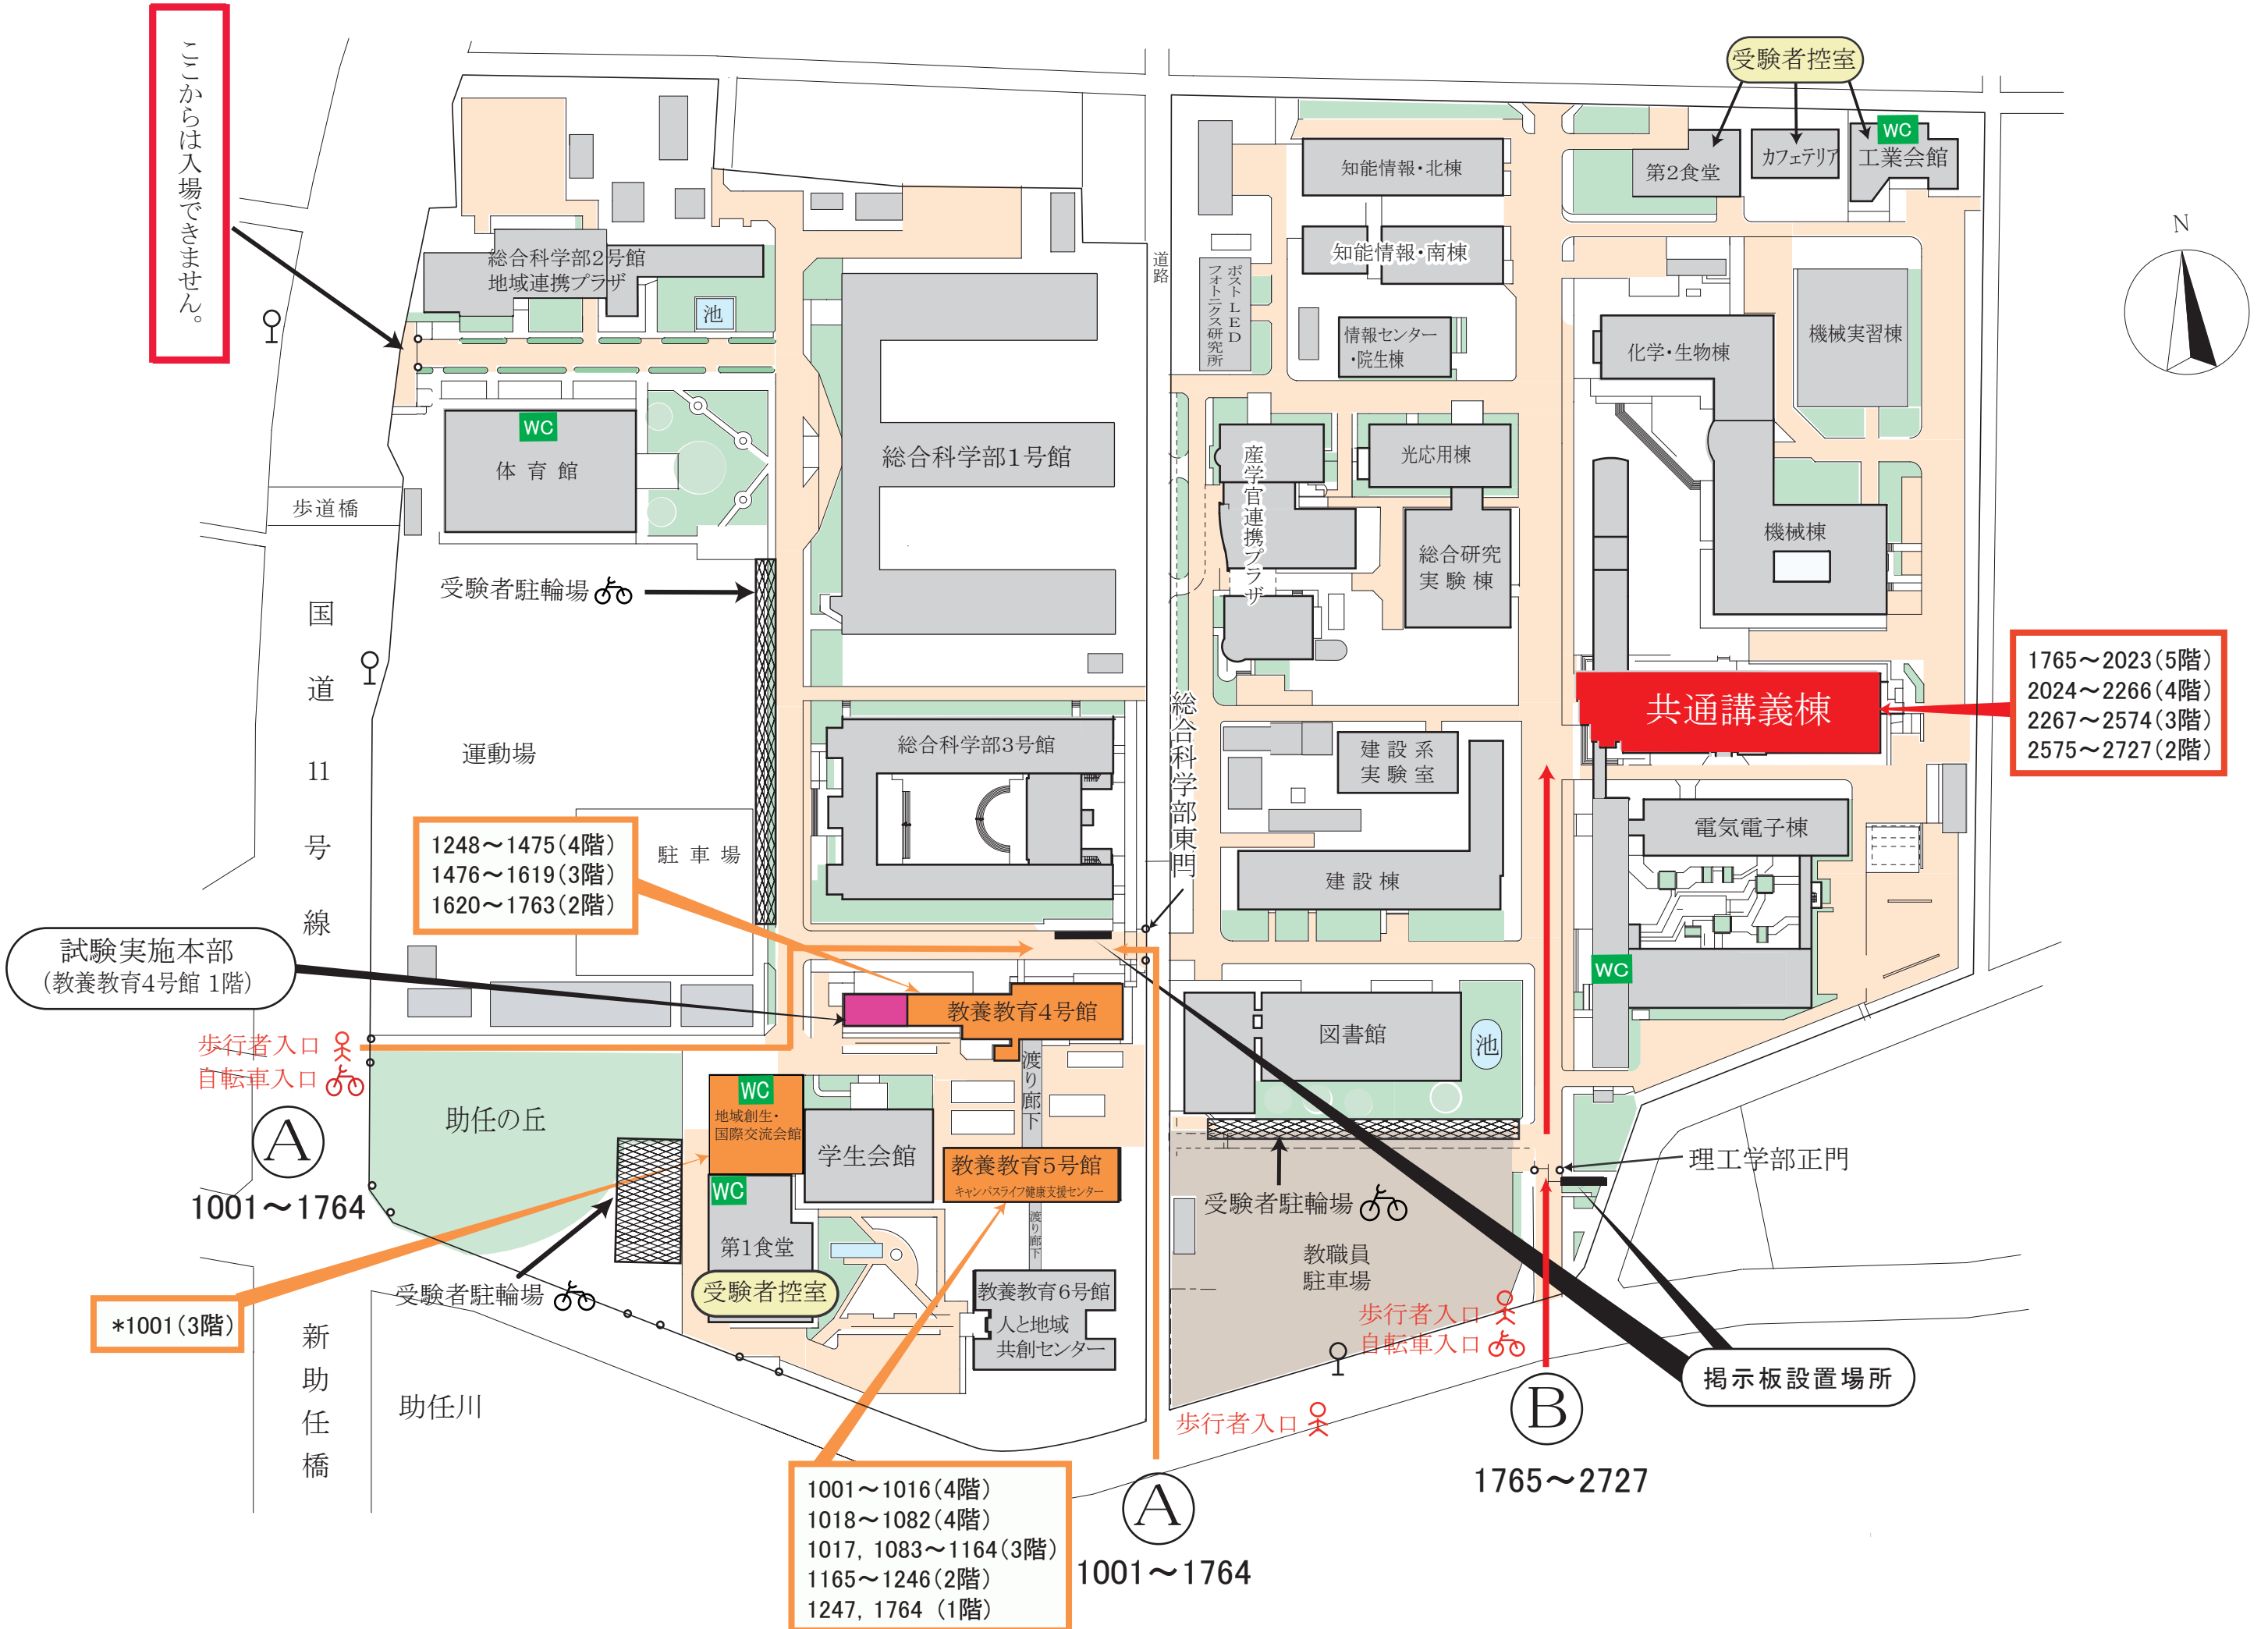 ここからは入場できません。
受験者控室
WC
第2食堂
カフェテリア
工業会館
N
知能情報・北棟
知能情報・南棟
道路
ポストLED
フォトニクス研究所
情報センター
・院生棟
総合科学部2号館
地域連携プラザ
池
化学・生物棟
機械実習棟
WC
体育館
総合科学部1号館
産学官連携プラザ
光応用棟
歩道橋
機械棟
総合研究
実験棟
受験者駐輪場
国道11号線
1765～2023(5階)
2024～2266(4階)
2267～2574(3階)
2575～2727(2階)
共通講義棟
総合科学部東門
総合科学部3号館
建設系
実験室
運動場
電気電子棟
1248～1475(4階)
1476～1619(3階)
1620～1763(2階)
駐車場
建設棟
試験実施本部
(教養教育4号館 1階)
WC
教養教育4号館
図書館
池
歩行者入口
自転車入口
渡り廊下
A
1001～1764
助任の丘
WC
地域創生・
国際交流会館
学生会館
教養教育5号館
キャンパスライフ健康支援センター
理工学部正門
WC
受験者駐輪場
渡り廊下
第1食堂
受験者控室
教職員
駐車場
受験者駐輪場
教養教育6号館
人と地域
共創センター
*1001(3階)
歩行者入口
自転車入口
掲示板設置場所
新助任橋
助任川
歩行者入口
B
1765～2727
1001～1016(4階)
1018～1082(4階)
1017, 1083～1164(3階)
1165～1246(2階)
1247, 1764 (1階)
A
1001～1764